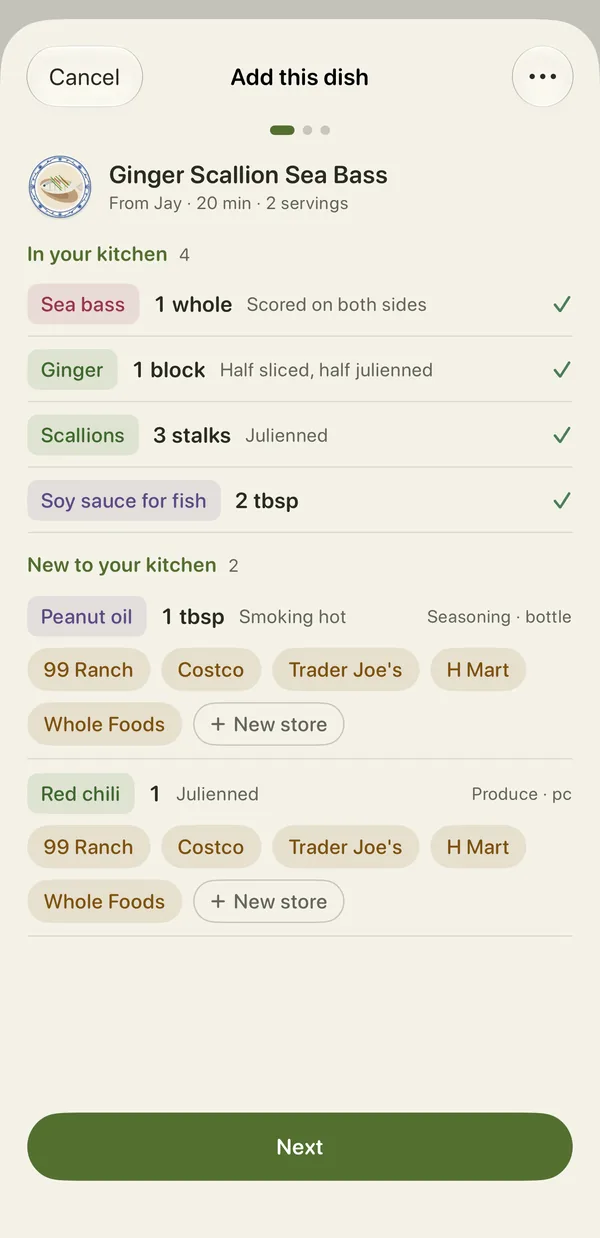 Cancel
Add this dish
Ginger Scallion Sea Bass
From Jay · 20 min · 2 servings
In your kitchen 4
Sea bass 1 whole Scored on both sides
Ginger 1 block Half sliced, half julienned
Scallions 3 stalks Julienned
Soy sauce for fish 2 tbsp
New to your kitchen 2
Peanut oil 1 tbsp Smoking hot Seasoning · bottle
99 Ranch Costco Trader Joe's H Mart
Whole Foods + New store
Red chili 1 Julienned Produce · pc
99 Ranch Costco Trader Joe's H Mart
Whole Foods + New store
Next